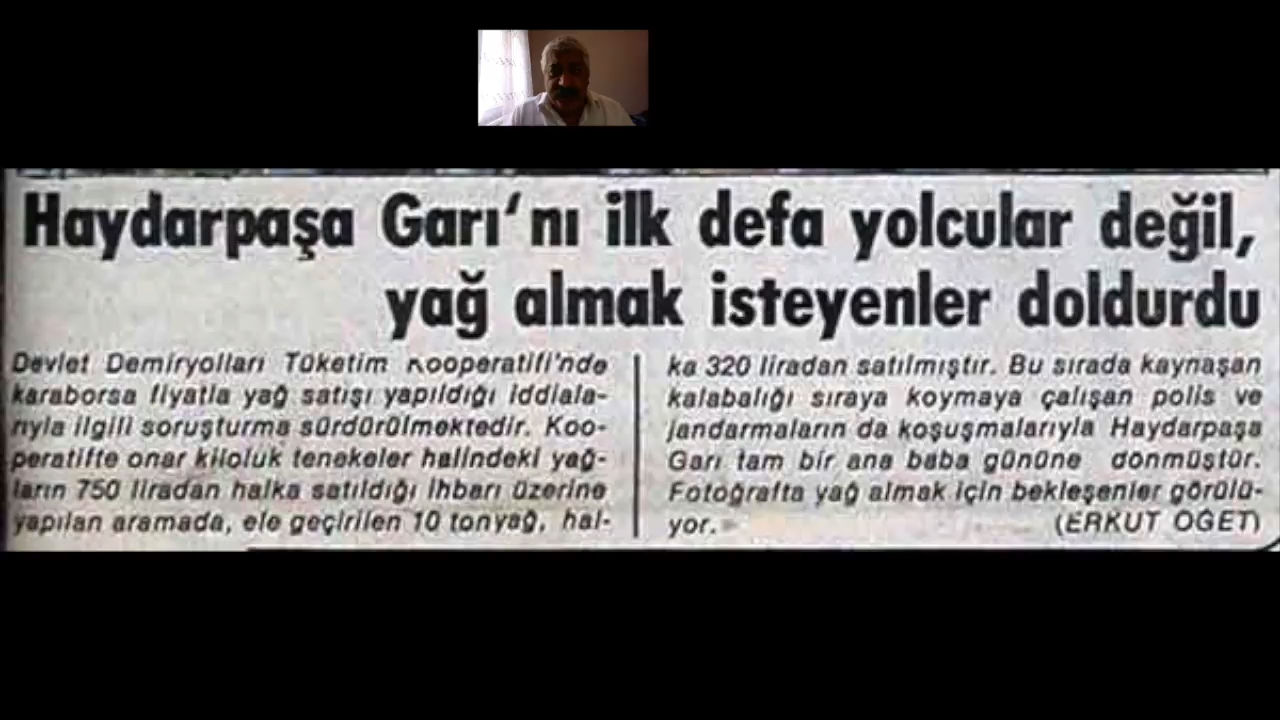 Haydarpaşa Garı'nı ilk defa yolcular değil,
yağ almak isteyenler doldurdu
Devlet Demiryolları Tüketim Kooperatifi'nde
karaborsa fiyatla yağ satışı yapıldığı iddiala-
rıyla ilgili soruşturma sürdürülmektedir. Koo-
peratifte onar kiloluk tenekeler halindeki yağ-
ların 750 liradan halka satıldığı ihbarı üzerine
yapılan aramada, ele geçirilen 10 tonyağ, hal-
ka 320 liradan satılmıştır. Bu sırada kaynaşan
kalabalığı sıraya koymaya çalışan polis ve
jandarmaların da koşuşmalarıyla Haydarpaşa
Garı tam bir ana baba gününe dönmüştür.
Fotoğrafta yağ almak için bekleşenler görülü-
yor. (ERKUT ÖGET)